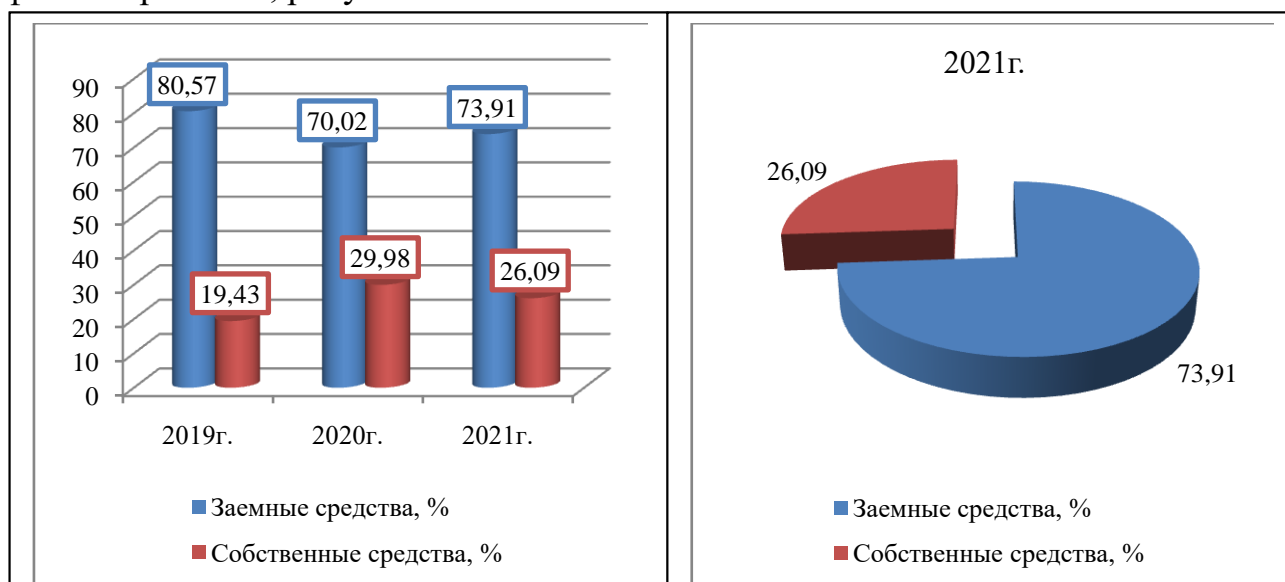 90
80
70
60
50
40
30
20
10
0
80,57
70,02
73,91
19,43
29,98
26,09
2019г.
2020г.
2021г.
Заемные средства, %
Собственные средства, %
2021г.
26,09
73,91
Заемные средства, %
Собственные средства, %